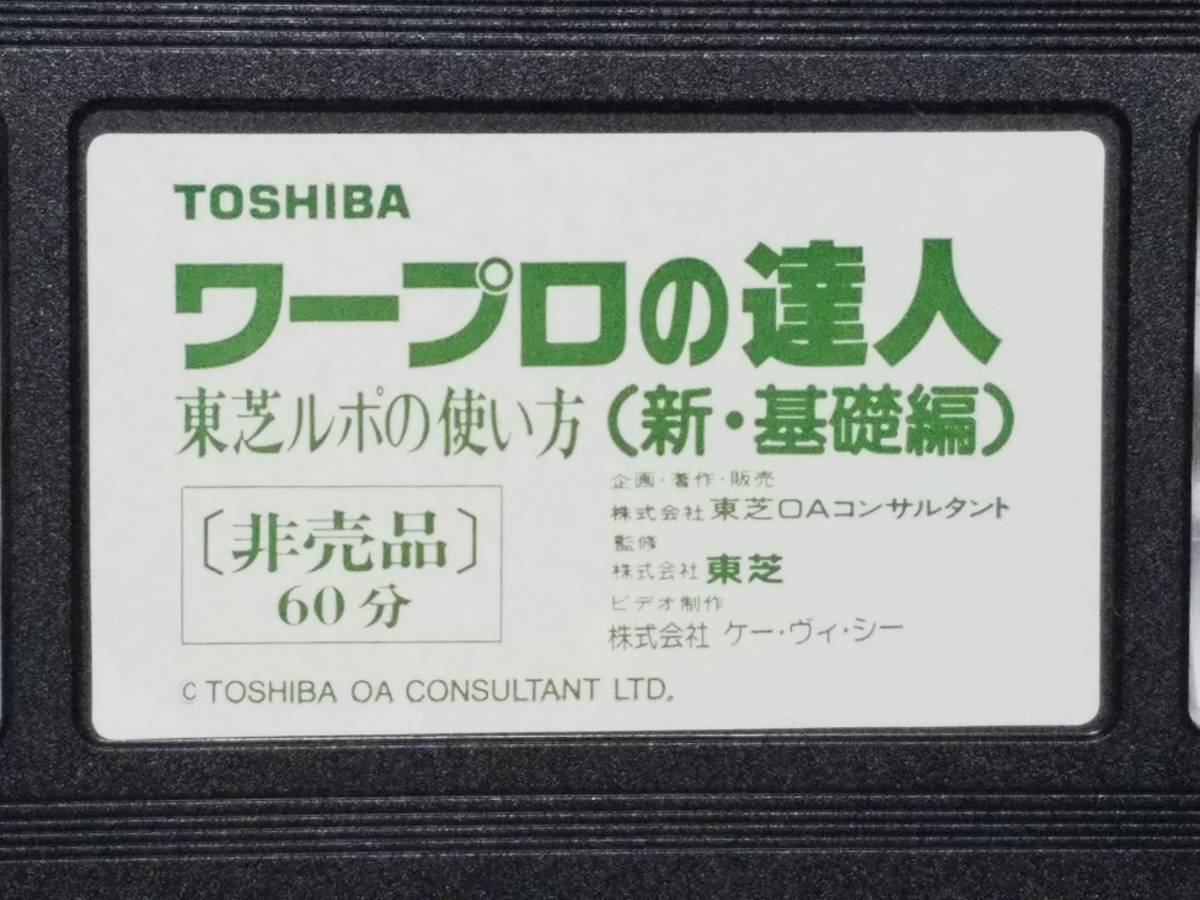 TOSHIBA
ワープロの達人
東芝ルポの使い方(新・基礎編)
〔非売品〕
60分
企画・著作・販売
株式会社 東芝OAコンサルタント
監修
株式会社 東芝
ビデオ制作
株式会社 ケー・ヴィ・シー
C TOSHIBA OA CONSULTANT LTD.